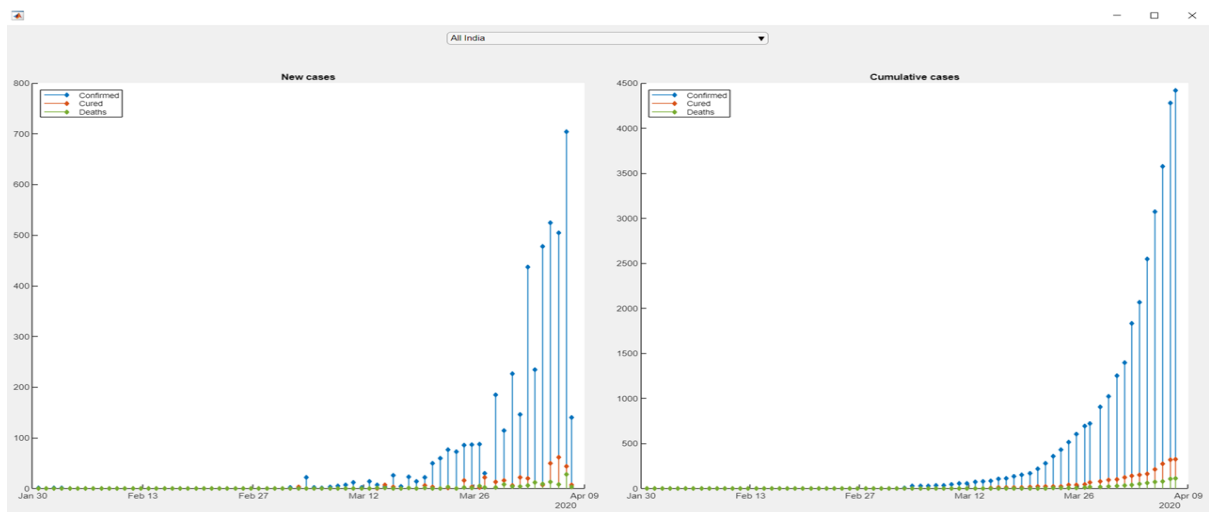 All India
New cases
800
700
600
500
400
300
200
100
0
Confirmed
Cured
Deaths
Jan 30
Feb 13
Feb 27
Mar 12
Mar 26
Apr 09
2020
Cumulative cases
4500
4000
3500
3000
2500
2000
1500
1000
500
0
Confirmed
Cured
Deaths
Jan 30
Feb 13
Feb 27
Mar 12
Mar 26
Apr 09
2020